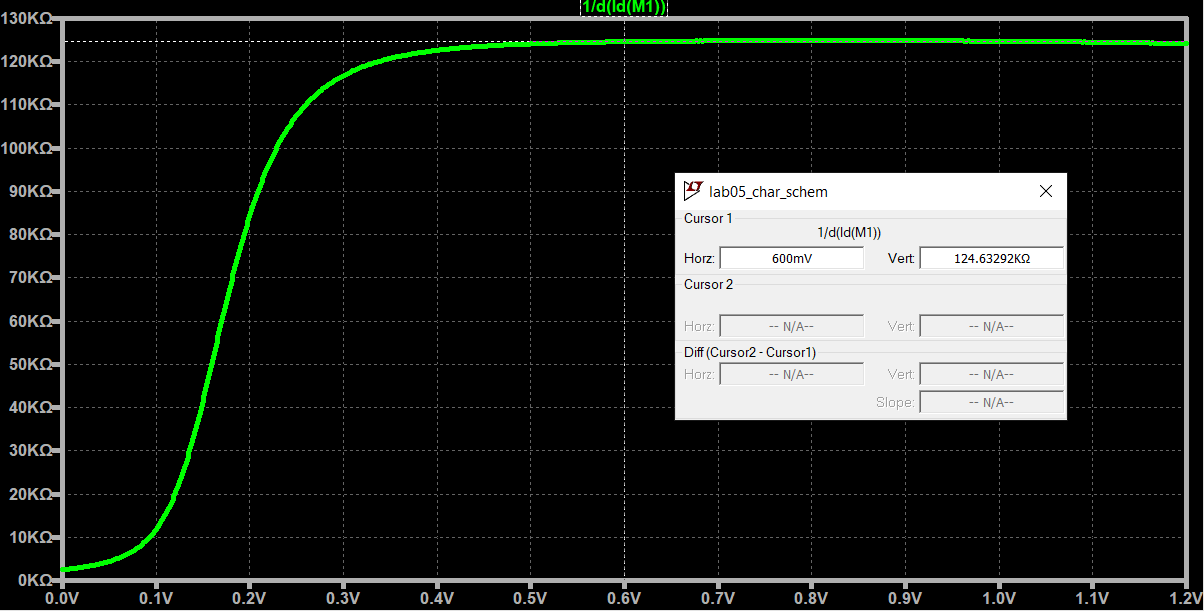 1/d(Id(M1))
130KΩ
120KΩ
110KΩ
100KΩ
90KΩ
80KΩ
70KΩ
60KΩ
50KΩ
40KΩ
30KΩ
20KΩ
10KΩ
0KΩ
0.0V 0.1V 0.2V 0.3V 0.4V 0.5V 0.6V 0.7V 0.8V 0.9V 1.0V 1.1V 1.2V
lab05_char_schem
Cursor 1
1/d(Id(M1))
Horz: 600mV Vert: 124.63292KΩ
Cursor 2
Horz: -- N/A-- Vert: -- N/A--
Diff (Cursor2 - Cursor1)
Horz: -- N/A-- Vert: -- N/A--
Slope: -- N/A--